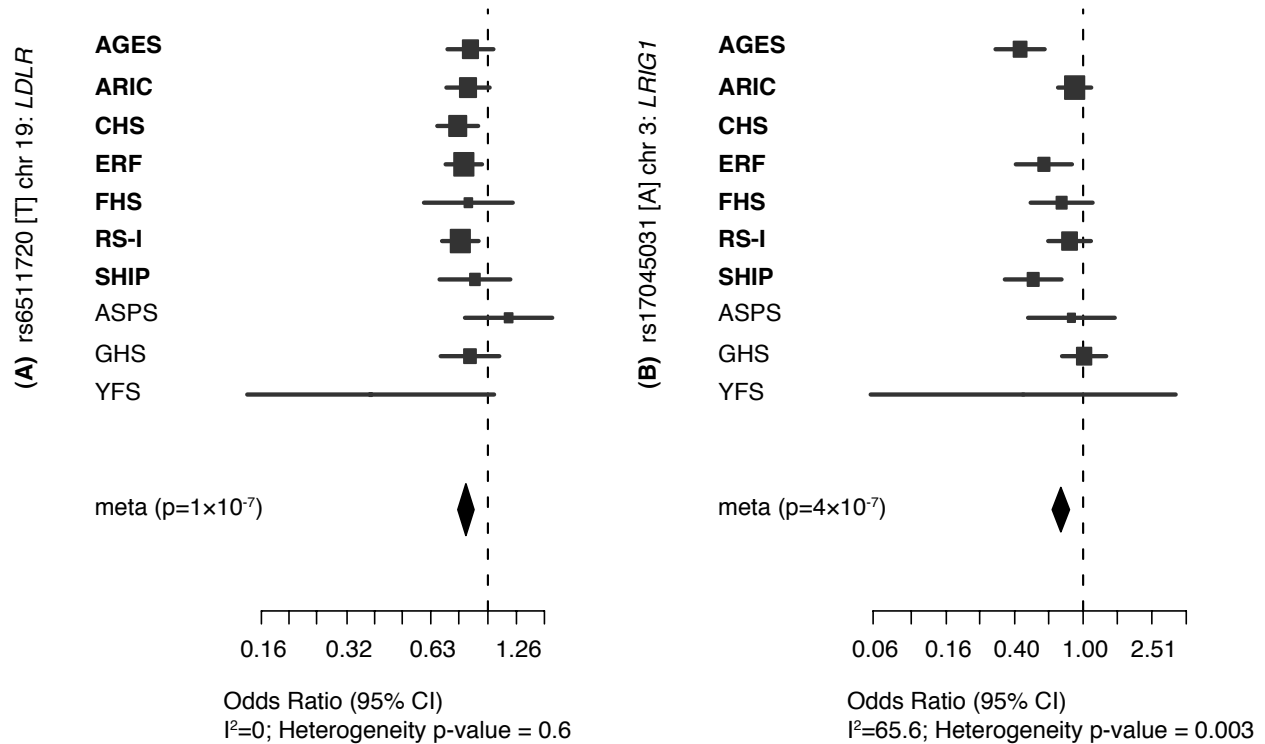 (A) rs6511720 [T] chr 19: LDLR
AGES
ARIC
CHS
ERF
FHS
RS-I
SHIP
ASPS
GHS
YFS
meta (p=1×10⁻⁷)
0.16 0.32 0.63 1.26
Odds Ratio (95% CI)
I²=0; Heterogeneity p-value = 0.6
(B) rs17045031 [A] chr 3: LRIG1
AGES
ARIC
CHS
ERF
FHS
RS-I
SHIP
ASPS
GHS
YFS
meta (p=4×10⁻⁷)
0.06 0.16 0.40 1.00 2.51
Odds Ratio (95% CI)
I²=65.6; Heterogeneity p-value = 0.003